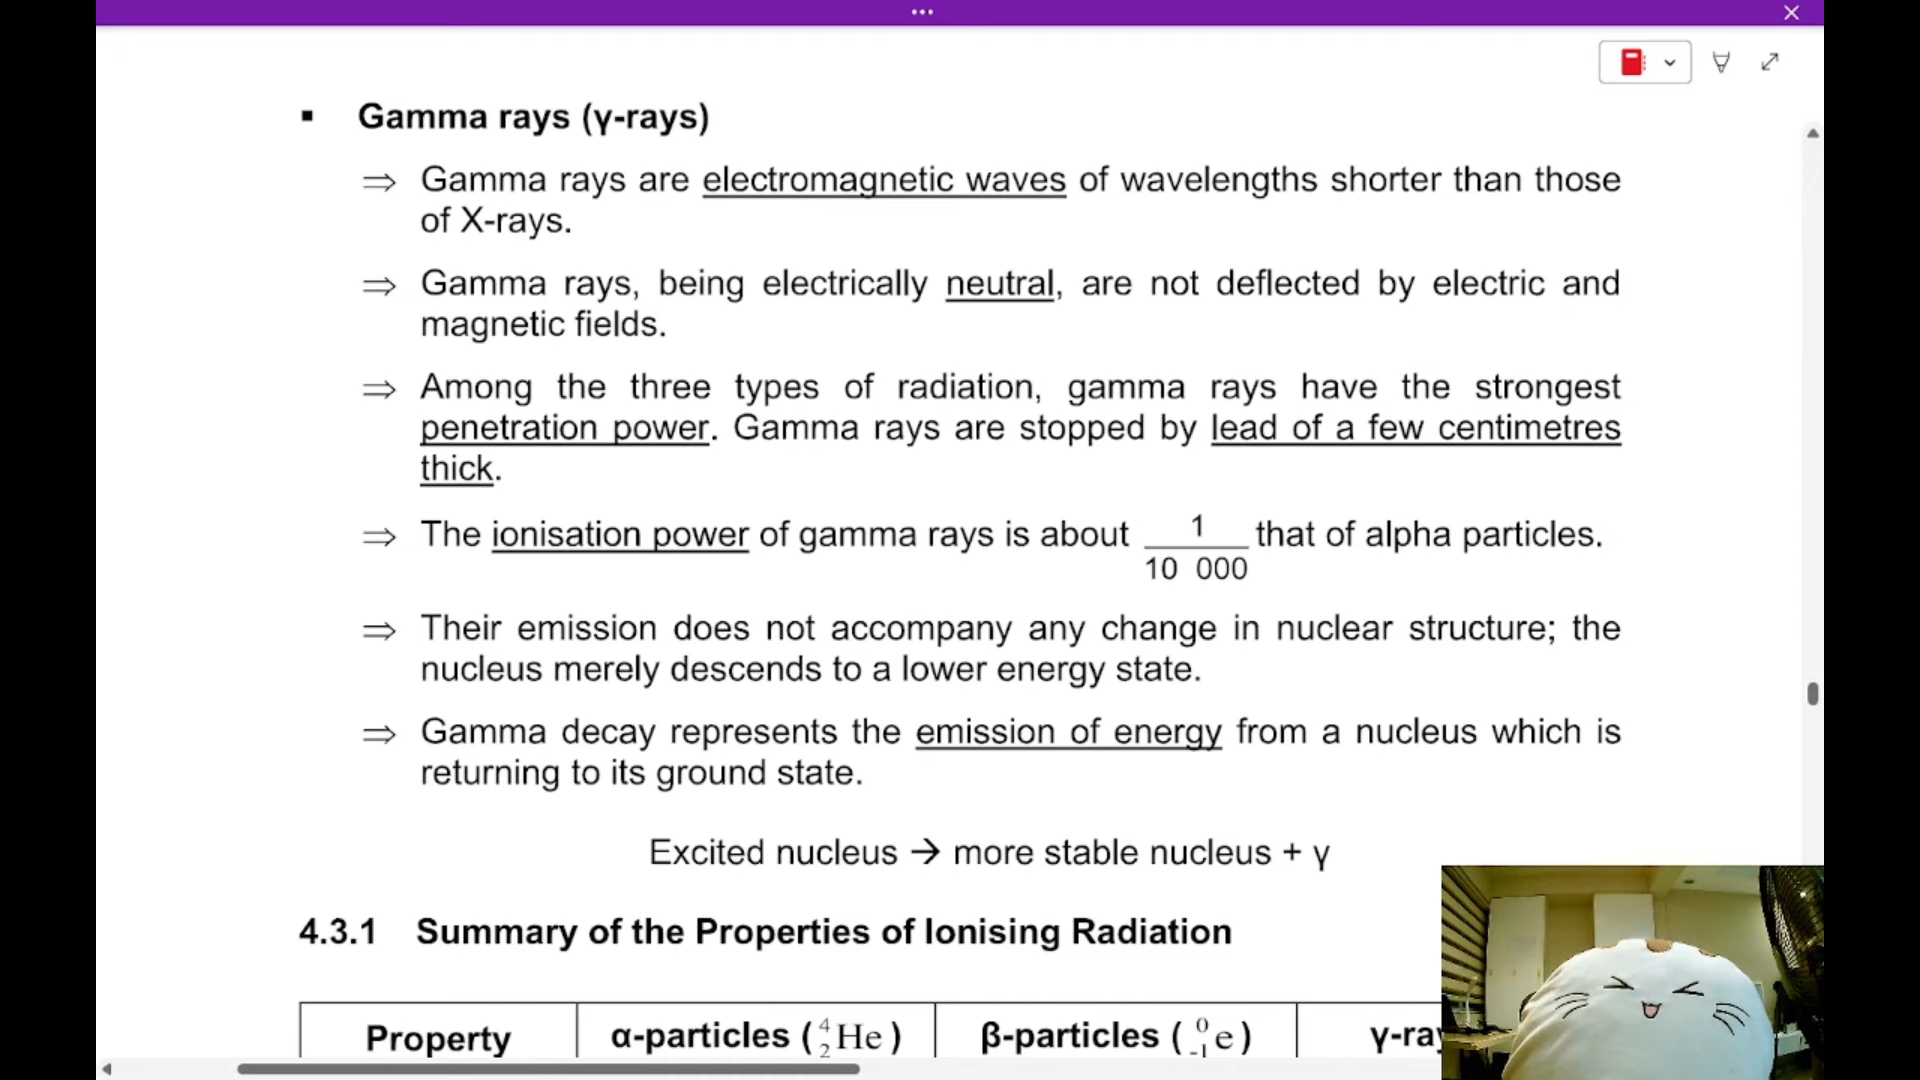 ▪ Gamma rays (γ-rays)
⇒ Gamma rays are electromagnetic waves of wavelengths shorter than those
of X-rays.
⇒ Gamma rays, being electrically neutral, are not deflected by electric and
magnetic fields.
⇒ Among the three types of radiation, gamma rays have the strongest
penetration power. Gamma rays are stopped by lead of a few centimetres
thick.
⇒ The ionisation power of gamma rays is about 1/10 000 that of alpha particles.
⇒ Their emission does not accompany any change in nuclear structure; the
nucleus merely descends to a lower energy state.
⇒ Gamma decay represents the emission of energy from a nucleus which is
returning to its ground state.
Excited nucleus → more stable nucleus + γ
4.3.1 Summary of the Properties of Ionising Radiation
Property α-particles (⁴₂He) β-particles (⁰₋₁e) γ-ray